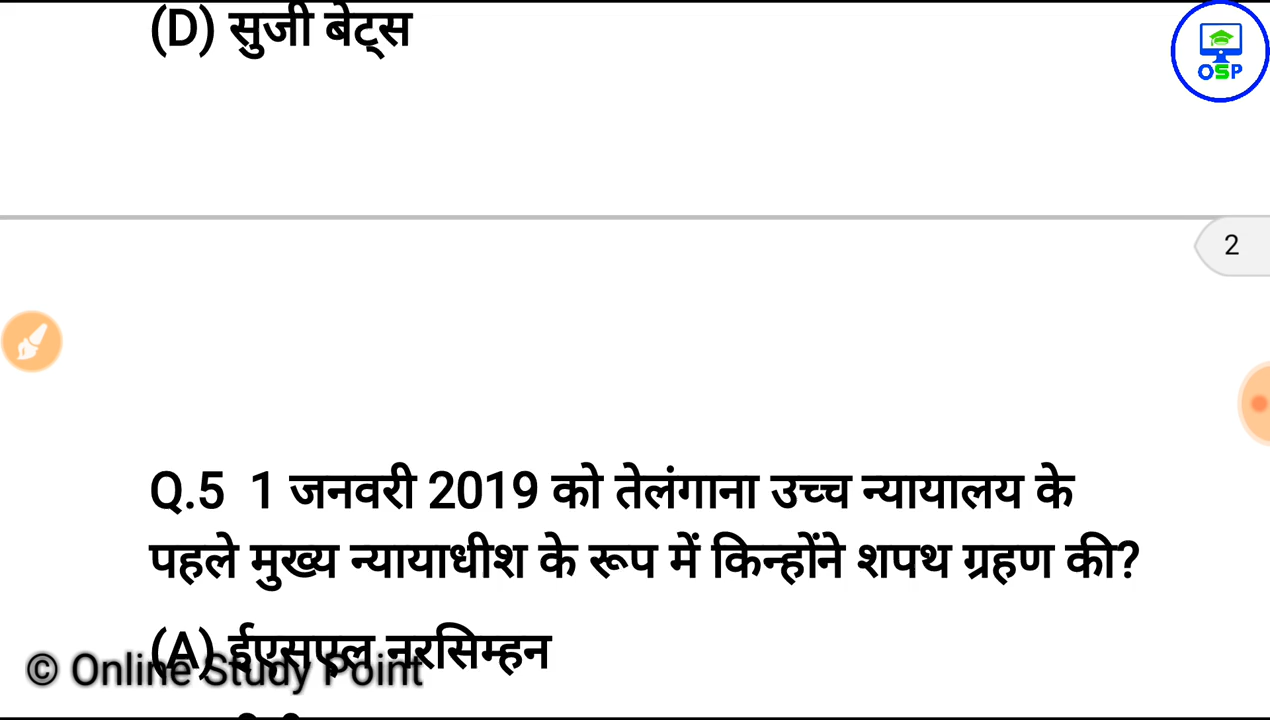 (D) सुजी बेट्स
OSP
2
Q.5 1 जनवरी 2019 को तेलंगाना उच्च न्यायालय के
पहले मुख्य न्यायाधीश के रूप में किन्होंने शपथ ग्रहण की?
(A) ईएसएल नरसिम्हन
© Online Study Point